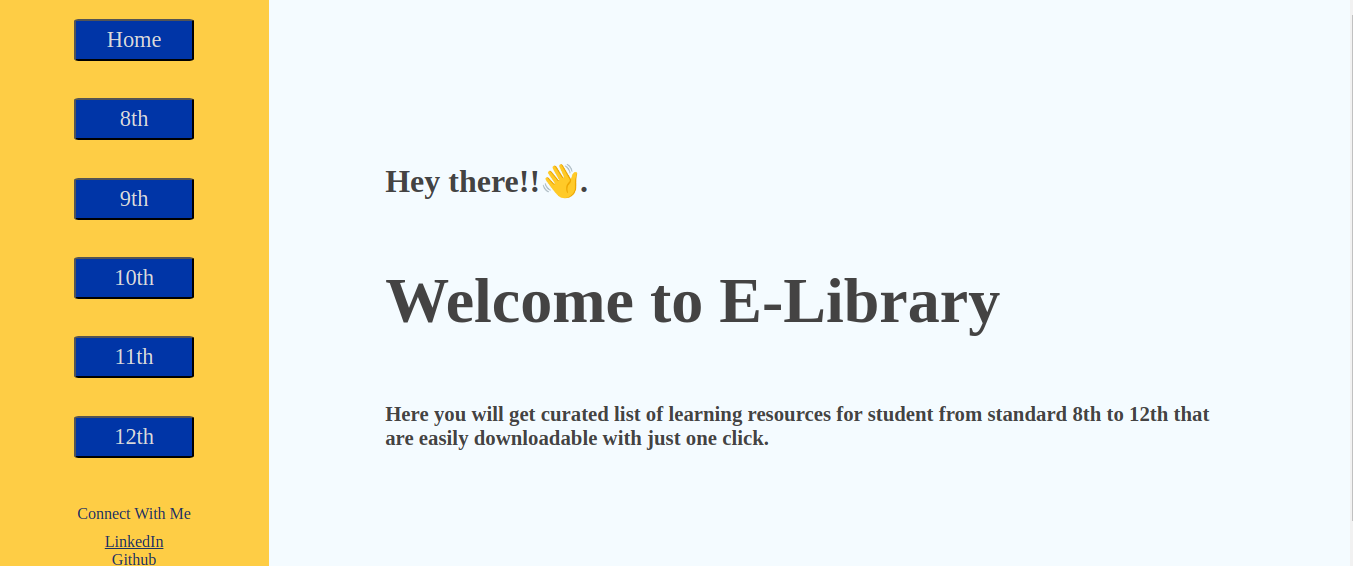 Home
8th
9th
10th
11th
12th
Connect With Me
LinkedIn
Github
Hey there!!👋.
Welcome to E-Library
Here you will get curated list of learning resources for student from standard 8th to 12th that
are easily downloadable with just one click.